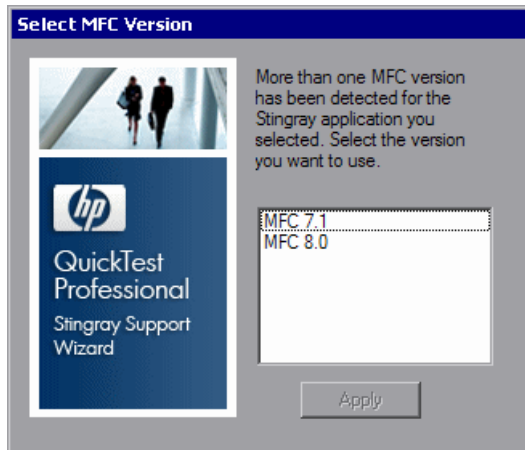 Select MFC Version
More than one MFC version
has been detected for the
Stingray application you
selected. Select the version
you want to use.
hp
QuickTest
Professional
Stingray Support
Wizard
MFC 7.1
MFC 8.0
Apply